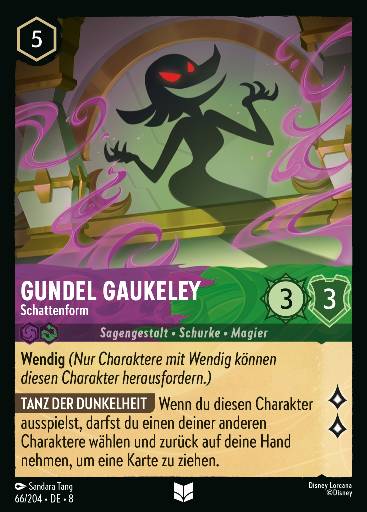 5
GUNDEL GAUKELEY
Schattenform
3
3
Sagengestalt • Schurke • Magier
Wendig (Nur Charaktere mit Wendig können
diesen Charakter herausfordern.)
TANZ DER DUNKELHEIT Wenn du diesen Charakter
ausspielst, darfst du einen deiner anderen
Charaktere wählen und zurück auf deine Hand
nehmen, um eine Karte zu ziehen.
Sandara Tang
66/204 • DE • 8
Disney Lorcana
©Disney